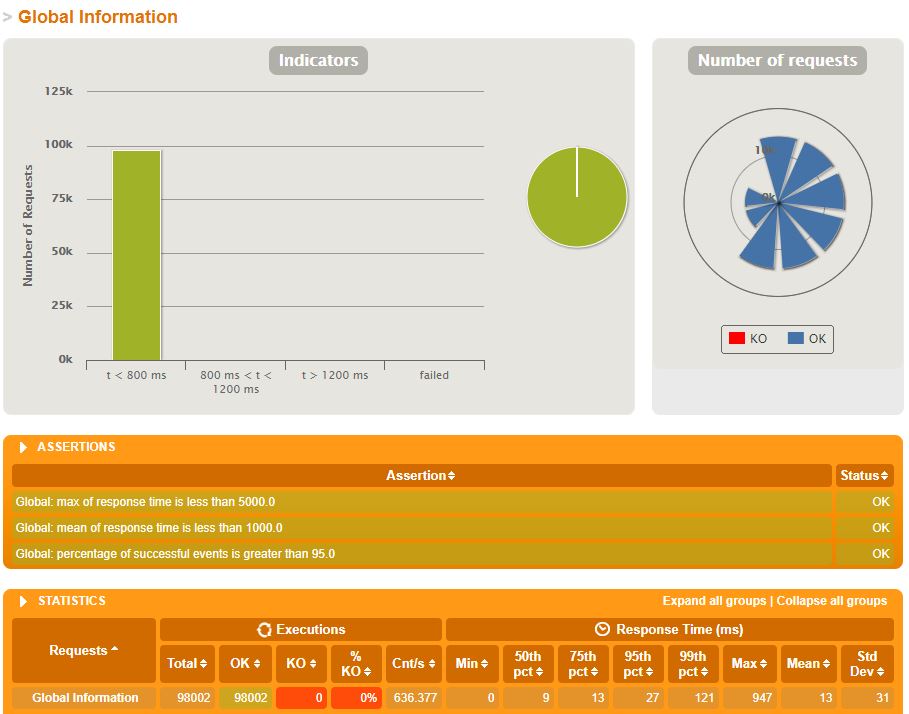 > Global Information
Indicators
Number of Requests
125k
100k
75k
50k
25k
0k
t < 800 ms
800 ms < t <
1200 ms
t > 1200 ms
failed
Number of requests
10k
0k
KO
OK
ASSERTIONS
Assertion Status
Global: max of response time is less than 5000.0 OK
Global: mean of response time is less than 1000.0 OK
Global: percentage of successful events is greater than 95.0 OK
STATISTICS Expand all groups | Collapse all groups
Requests
Executions Response Time (ms)
Total OK KO % KO Cnt/s Min 50th pct 75th pct 95th pct 99th pct Max Mean Std Dev
Global Information 98002 98002 0 0% 636.377 0 9 13 27 121 947 13 31